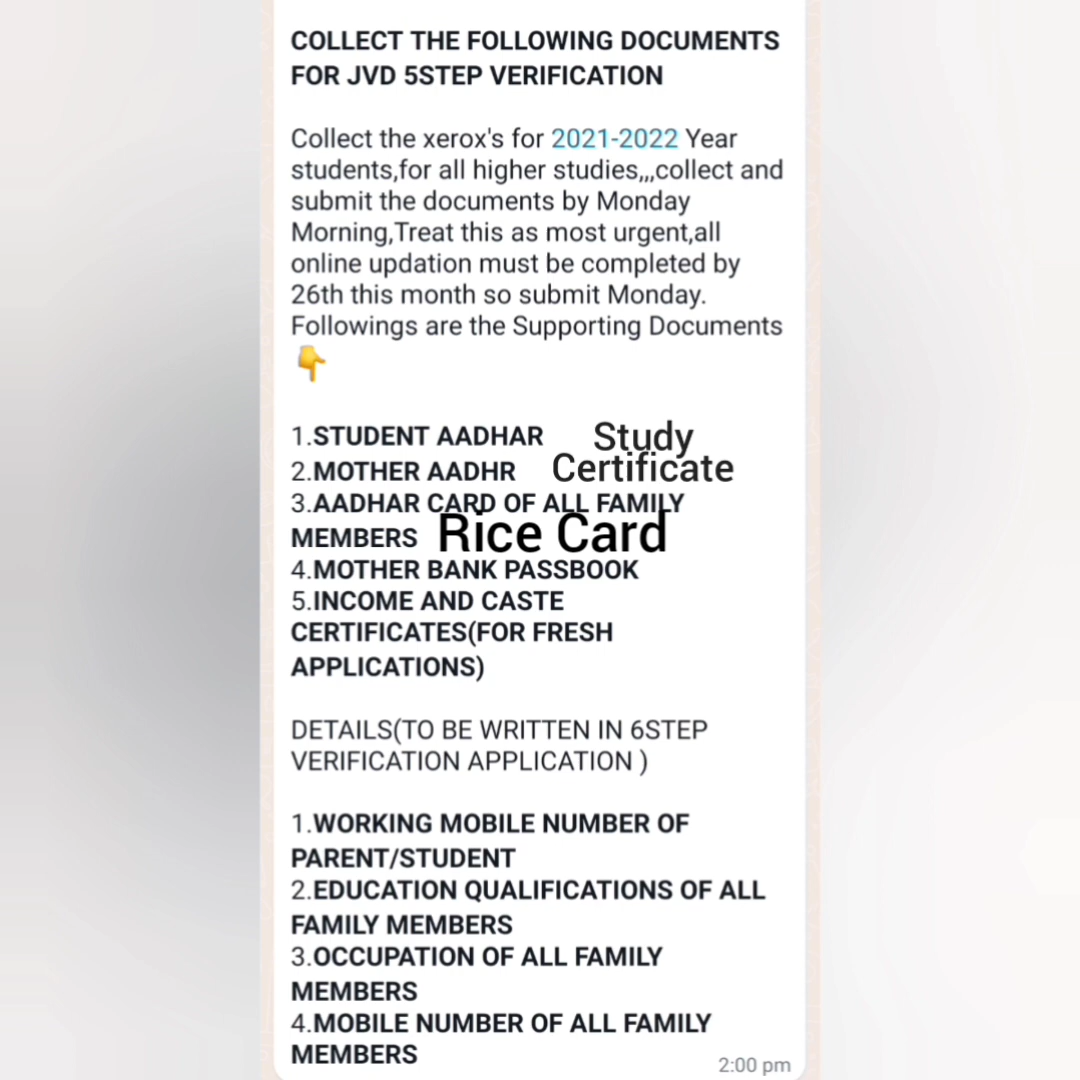 COLLECT THE FOLLOWING DOCUMENTS
FOR JVD 5STEP VERIFICATION
Collect the xerox's for 2021-2022 Year
students,for all higher studies,,,collect and
submit the documents by Monday
Morning,Treat this as most urgent,all
online updation must be completed by
26th this month so submit Monday.
Followings are the Supporting Documents
👇
1.STUDENT AADHAR
Study
2.MOTHER AADHR
Certificate
3.AADHAR CARD OF ALL FAMILY
MEMBERS
Rice Card
4.MOTHER BANK PASSBOOK
5.INCOME AND CASTE
CERTIFICATES(FOR FRESH
APPLICATIONS)
DETAILS(TO BE WRITTEN IN 6STEP
VERIFICATION APPLICATION )
1.WORKING MOBILE NUMBER OF
PARENT/STUDENT
2.EDUCATION QUALIFICATIONS OF ALL
FAMILY MEMBERS
3.OCCUPATION OF ALL FAMILY
MEMBERS
4.MOBILE NUMBER OF ALL FAMILY
MEMBERS
2:00 pm